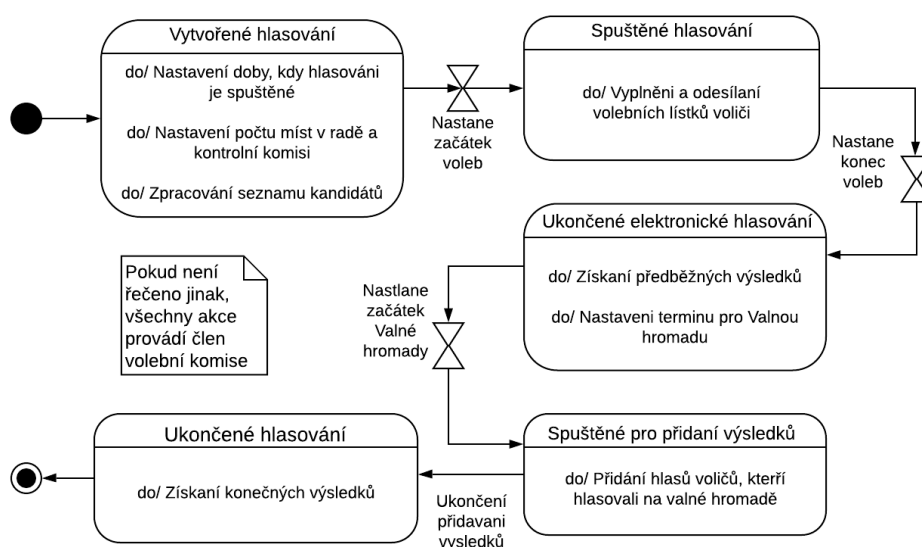 Vytvořené hlasování
do/ Nastavení doby, kdy hlasováni
je spuštěné
do/ Nastavení počtu míst v radě a
kontrolní komisi
do/ Zpracování seznamu kandidátů
Nastane
začátek
voleb
Spuštěné hlasování
do/ Vyplněni a odesílaní
volebních lístků voliči
Nastane
konec
voleb
Ukončené elektronické hlasování
do/ Získaní předběžných výsledků
do/ Nastaveni terminu pro Valnou
hromadu
Pokud není
řečeno jinak,
všechny akce
provádí člen
volební komise
Nastlane
začátek
Valné
hromady
Spuštěné pro přidaní výsledků
do/ Přidání hlasů voličů, kterří
hlasovali na valné hromadě
Ukončení
přidavani
vysledků
Ukončené hlasování
do/ Získaní konečných výsledků